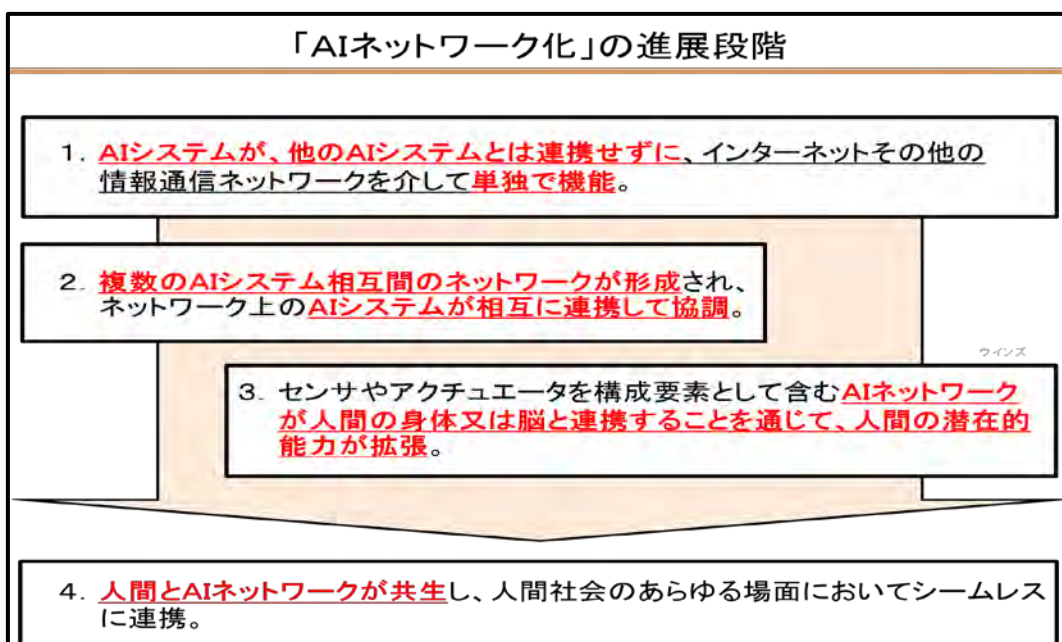 「AIネットワーク化」の進展段階
1. AIシステムが、他のAIシステムとは連携せずに、インターネットその他の
情報通信ネットワークを介して単独で機能。
2. 複数のAIシステム相互間のネットワークが形成され、
ネットワーク上のAIシステムが相互に連携して協調。
ウインズ
3. センサやアクチュエータを構成要素として含むAIネットワーク
が人間の身体又は脳と連携することを通じて、人間の潜在的
能力が拡張。
4. 人間とAIネットワークが共生し、人間社会のあらゆる場面においてシームレス
に連携。